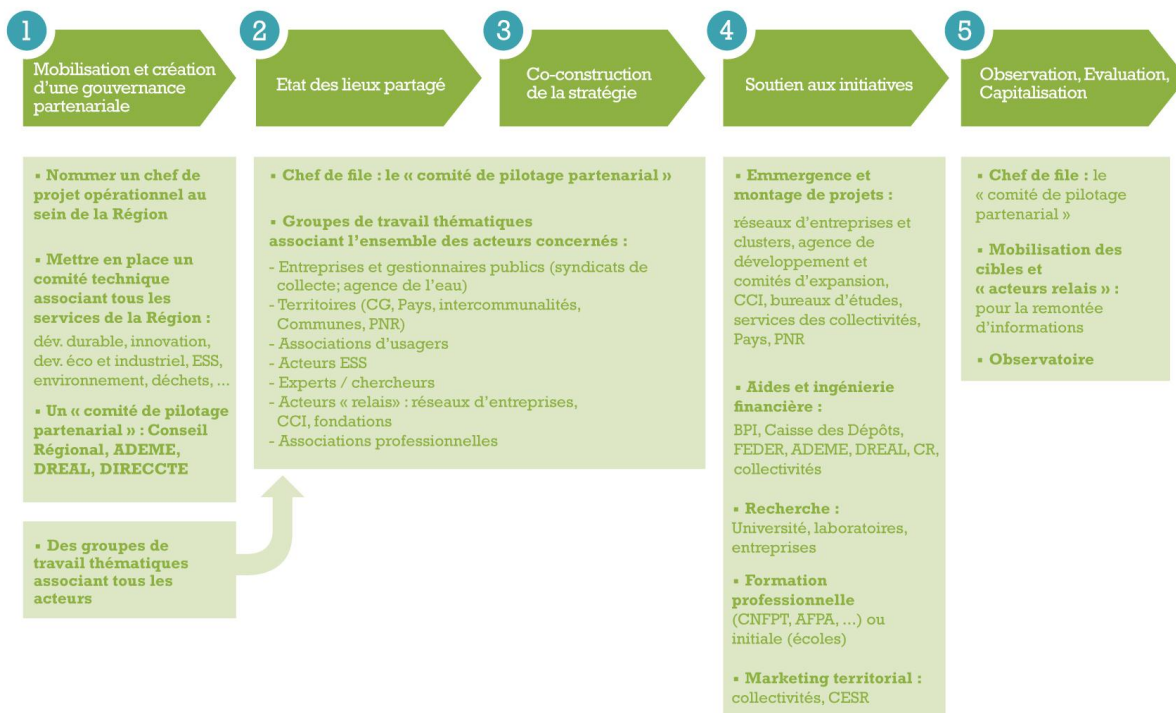 1
Mobilisation et création
d'une gouvernance
partenariale
2
Etat des lieux partagé
3
Co-construction
de la stratégie
4
Soutien aux initiatives
5
Observation, Evaluation,
Capitalisation
▪ Nommer un chef de
projet opérationnel au
sein de la Région
▪ Mettre en place un
comité technique
associant tous les
services de la Région :
dév. durable, innovation,
dev. éco et industriel, ESS,
environnement, déchets, ...
▪ Un « comité de pilotage
partenarial » : Conseil
Régional, ADEME,
DREAL, DIRECCTE
▪ Des groupes de
travail thématiques
associant tous les
acteurs
▪ Chef de file : le « comité de pilotage partenarial »
▪ Groupes de travail thématiques
associant l'ensemble des acteurs concernés :
- Entreprises et gestionnaires publics (syndicats de
collecte; agence de l'eau)
- Territoires (CG, Pays, intercommunalités,
Communes, PNR)
- Associations d'usagers
- Acteurs ESS
- Experts / chercheurs
- Acteurs « relais» : réseaux d'entreprises,
CCI, fondations
- Associations professionnelles
▪ Emmergence et
montage de projets :
réseaux d'entreprises et
clusters, agence de
développement et
comités d'expansion,
CCI, bureaux d'études,
services des collectivités,
Pays, PNR
▪ Aides et ingénierie
financière :
BPI, Caisse des Dépôts,
FEDER, ADEME, DREAL, CR,
collectivités
▪ Recherche :
Université, laboratoires,
entreprises
▪ Formation
professionnelle
(CNFPT, AFPA, ...) ou
initiale (écoles)
▪ Marketing territorial :
collectivités, CESR
▪ Chef de file : le
« comité de pilotage
partenarial »
▪ Mobilisation des
cibles et
« acteurs relais » :
pour la remontée
d'informations
▪ Observatoire